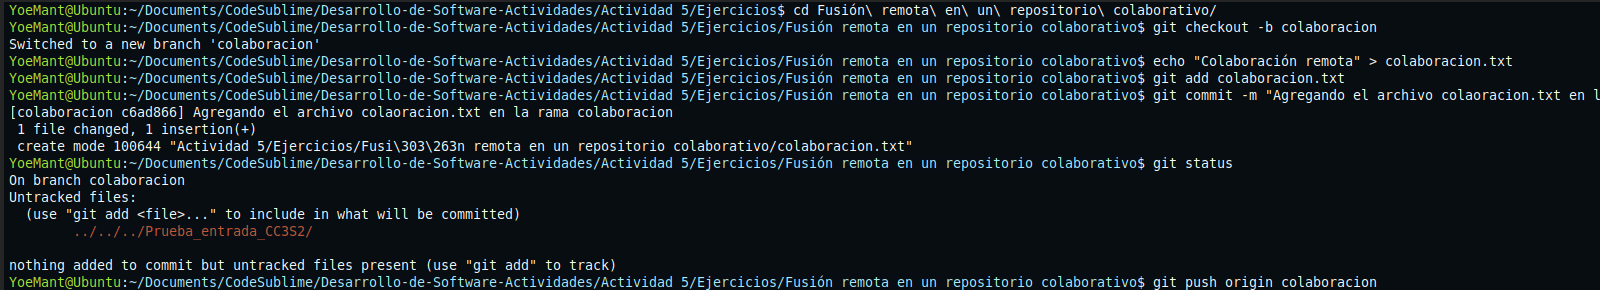 YoeMant@Ubuntu:~/Documents/CodeSublime/Desarrollo-de-Software-Actividades/Actividad 5/Ejercicios$ cd Fusión\ remota\ en\ un\ repositorio\ colaborativo/
YoeMant@Ubuntu:~/Documents/CodeSublime/Desarrollo-de-Software-Actividades/Actividad 5/Ejercicios/Fusión remota en un repositorio colaborativo$ git checkout -b colaboracion
Switched to a new branch 'colaboracion'
YoeMant@Ubuntu:~/Documents/CodeSublime/Desarrollo-de-Software-Actividades/Actividad 5/Ejercicios/Fusión remota en un repositorio colaborativo$ echo "Colaboración remota" > colaboracion.txt
YoeMant@Ubuntu:~/Documents/CodeSublime/Desarrollo-de-Software-Actividades/Actividad 5/Ejercicios/Fusión remota en un repositorio colaborativo$ git add colaboracion.txt
YoeMant@Ubuntu:~/Documents/CodeSublime/Desarrollo-de-Software-Actividades/Actividad 5/Ejercicios/Fusión remota en un repositorio colaborativo$ git commit -m "Agregando el archivo colaoracion.txt en l
[colaboracion c6ad866] Agregando el archivo colaoracion.txt en la rama colaboracion
 1 file changed, 1 insertion(+)
 create mode 100644 "Actividad 5/Ejercicios/Fusi\303\263n remota en un repositorio colaborativo/colaboracion.txt"
YoeMant@Ubuntu:~/Documents/CodeSublime/Desarrollo-de-Software-Actividades/Actividad 5/Ejercicios/Fusión remota en un repositorio colaborativo$ git status
On branch colaboracion
Untracked files:
  (use "git add <file>..." to include in what will be committed)
        ../../../Prueba_entrada_CC3S2/
nothing added to commit but untracked files present (use "git add" to track)
YoeMant@Ubuntu:~/Documents/CodeSublime/Desarrollo-de-Software-Actividades/Actividad 5/Ejercicios/Fusión remota en un repositorio colaborativo$ git push origin colaboracion